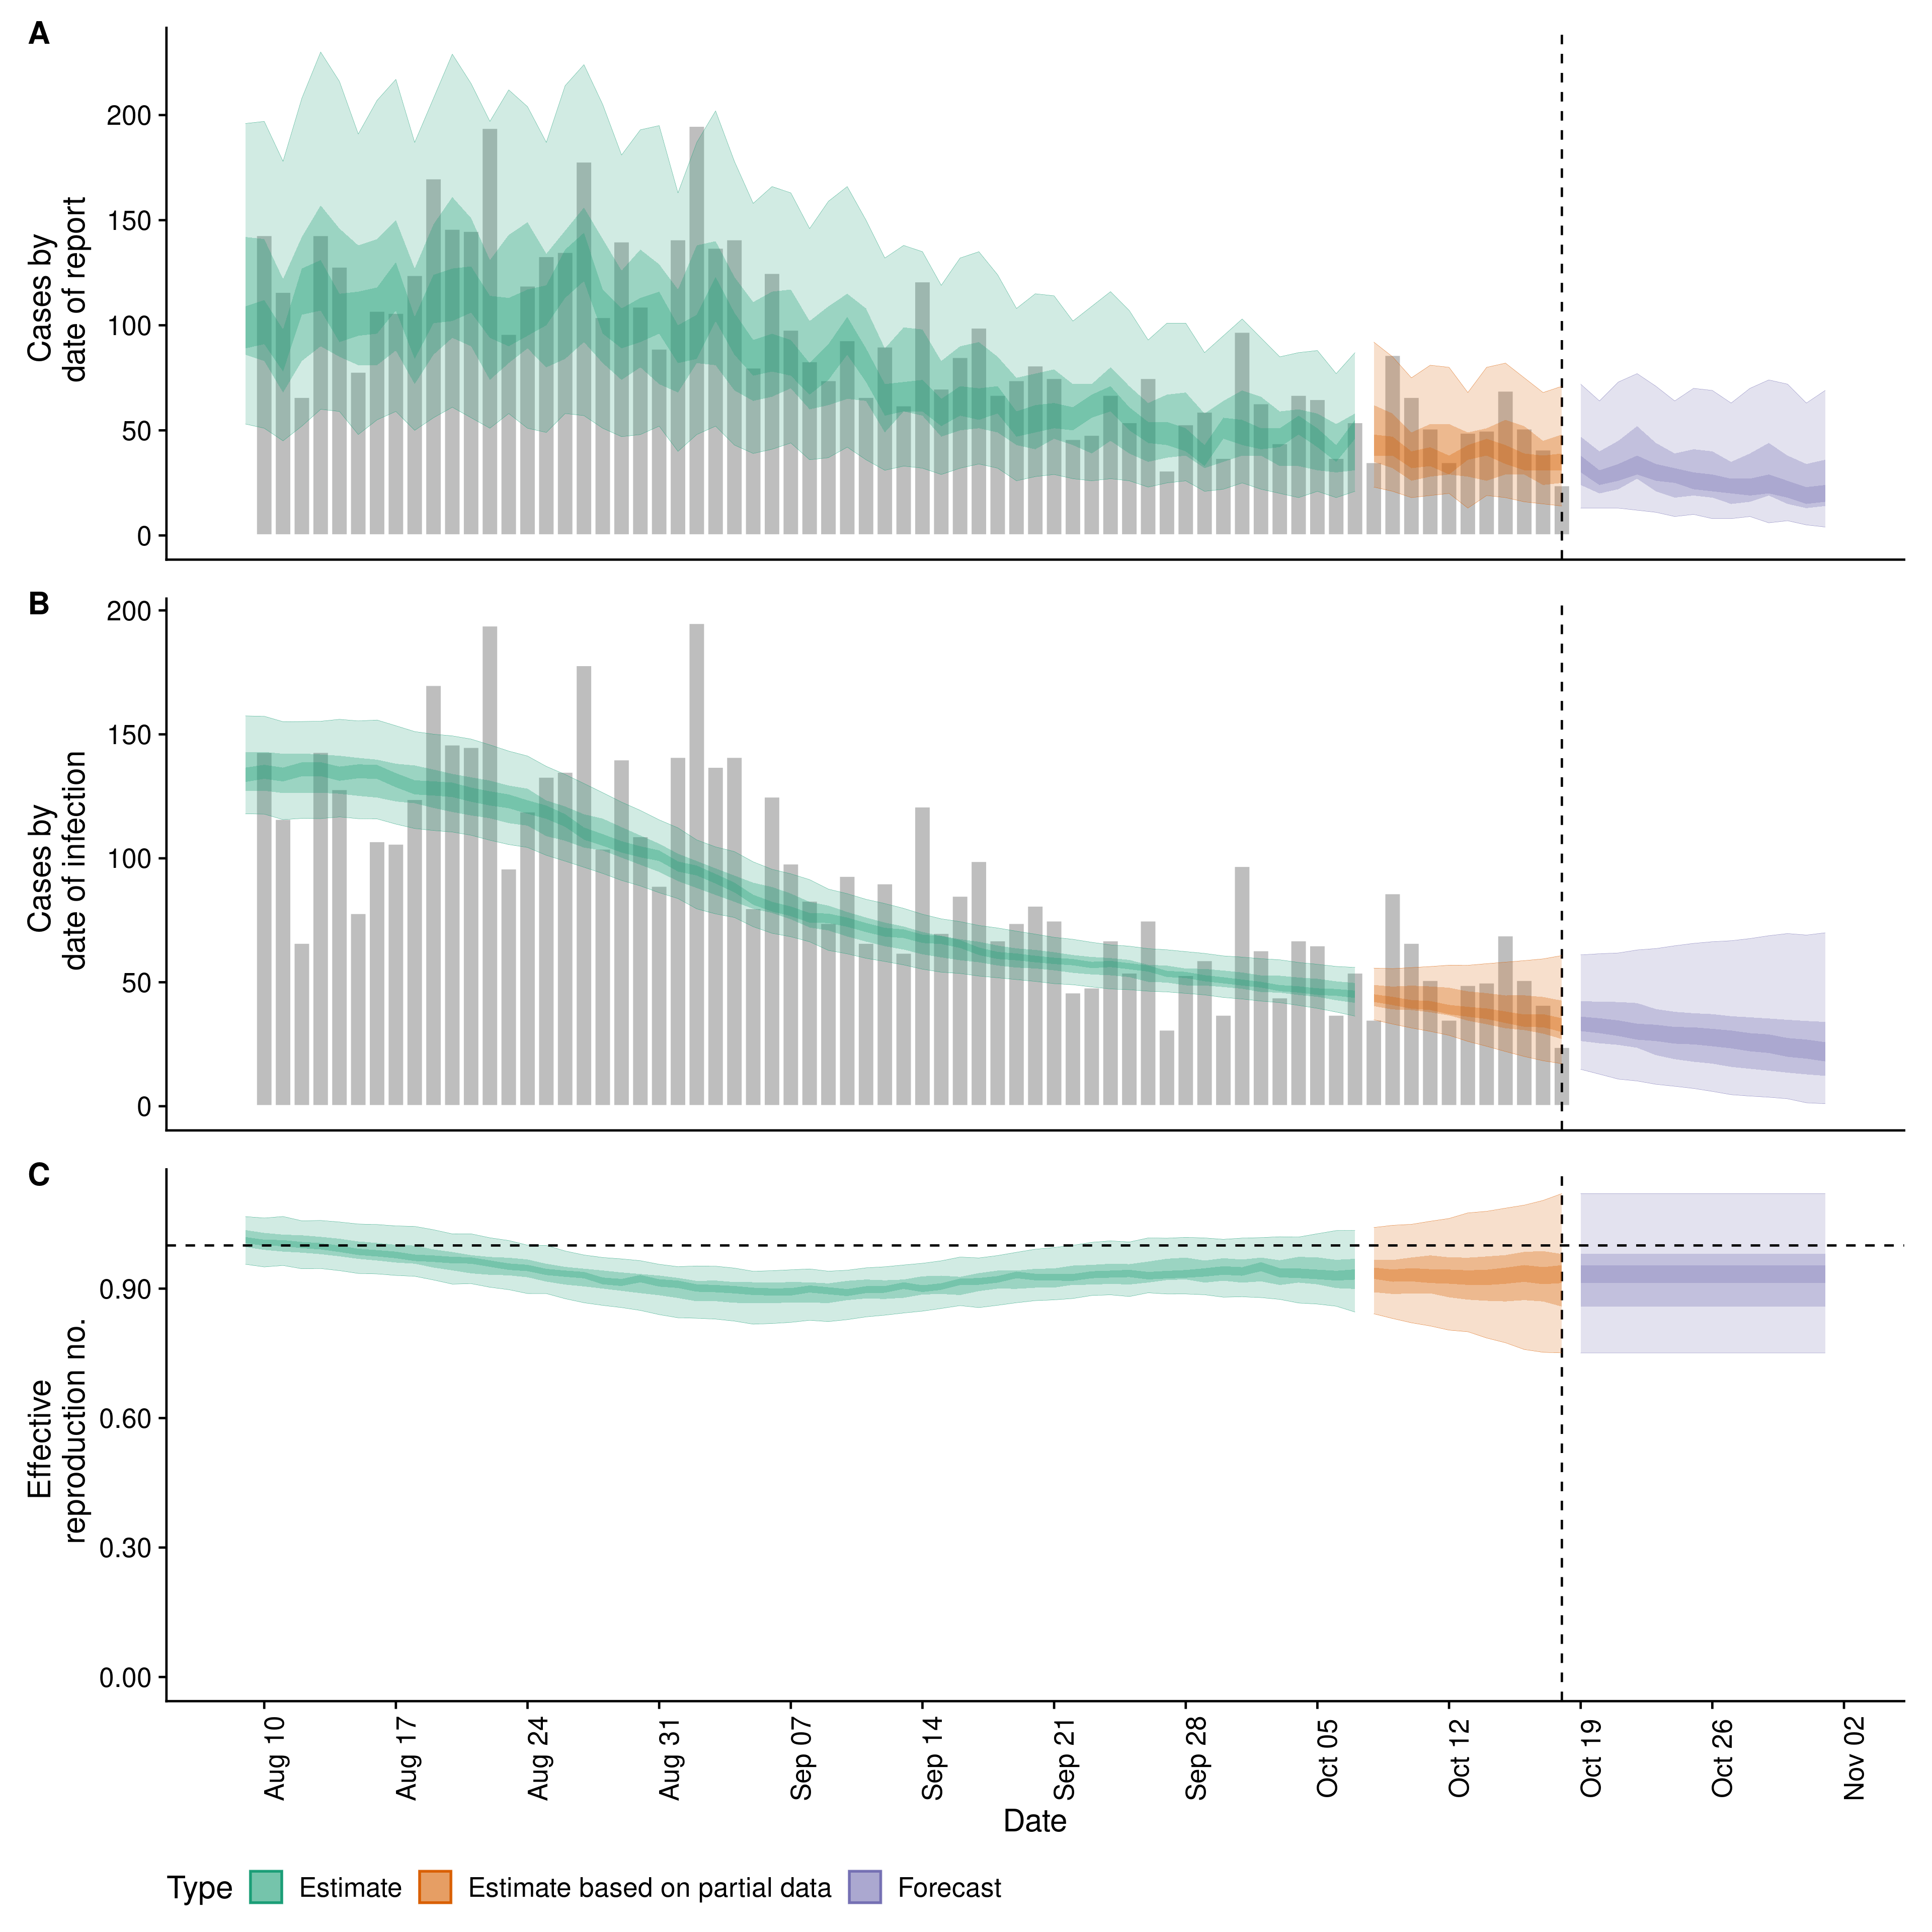 A
Cases by
date of report
200
150
100
50
0
B
Cases by
date of infection
200
150
100
50
0
C
Effective
reproduction no.
0.90
0.60
0.30
0.00
Aug 10
Aug 17
Aug 24
Aug 31
Sep 07
Sep 14
Sep 21
Sep 28
Oct 05
Oct 12
Oct 19
Oct 26
Nov 02
Date
Type Estimate Estimate based on partial data Forecast